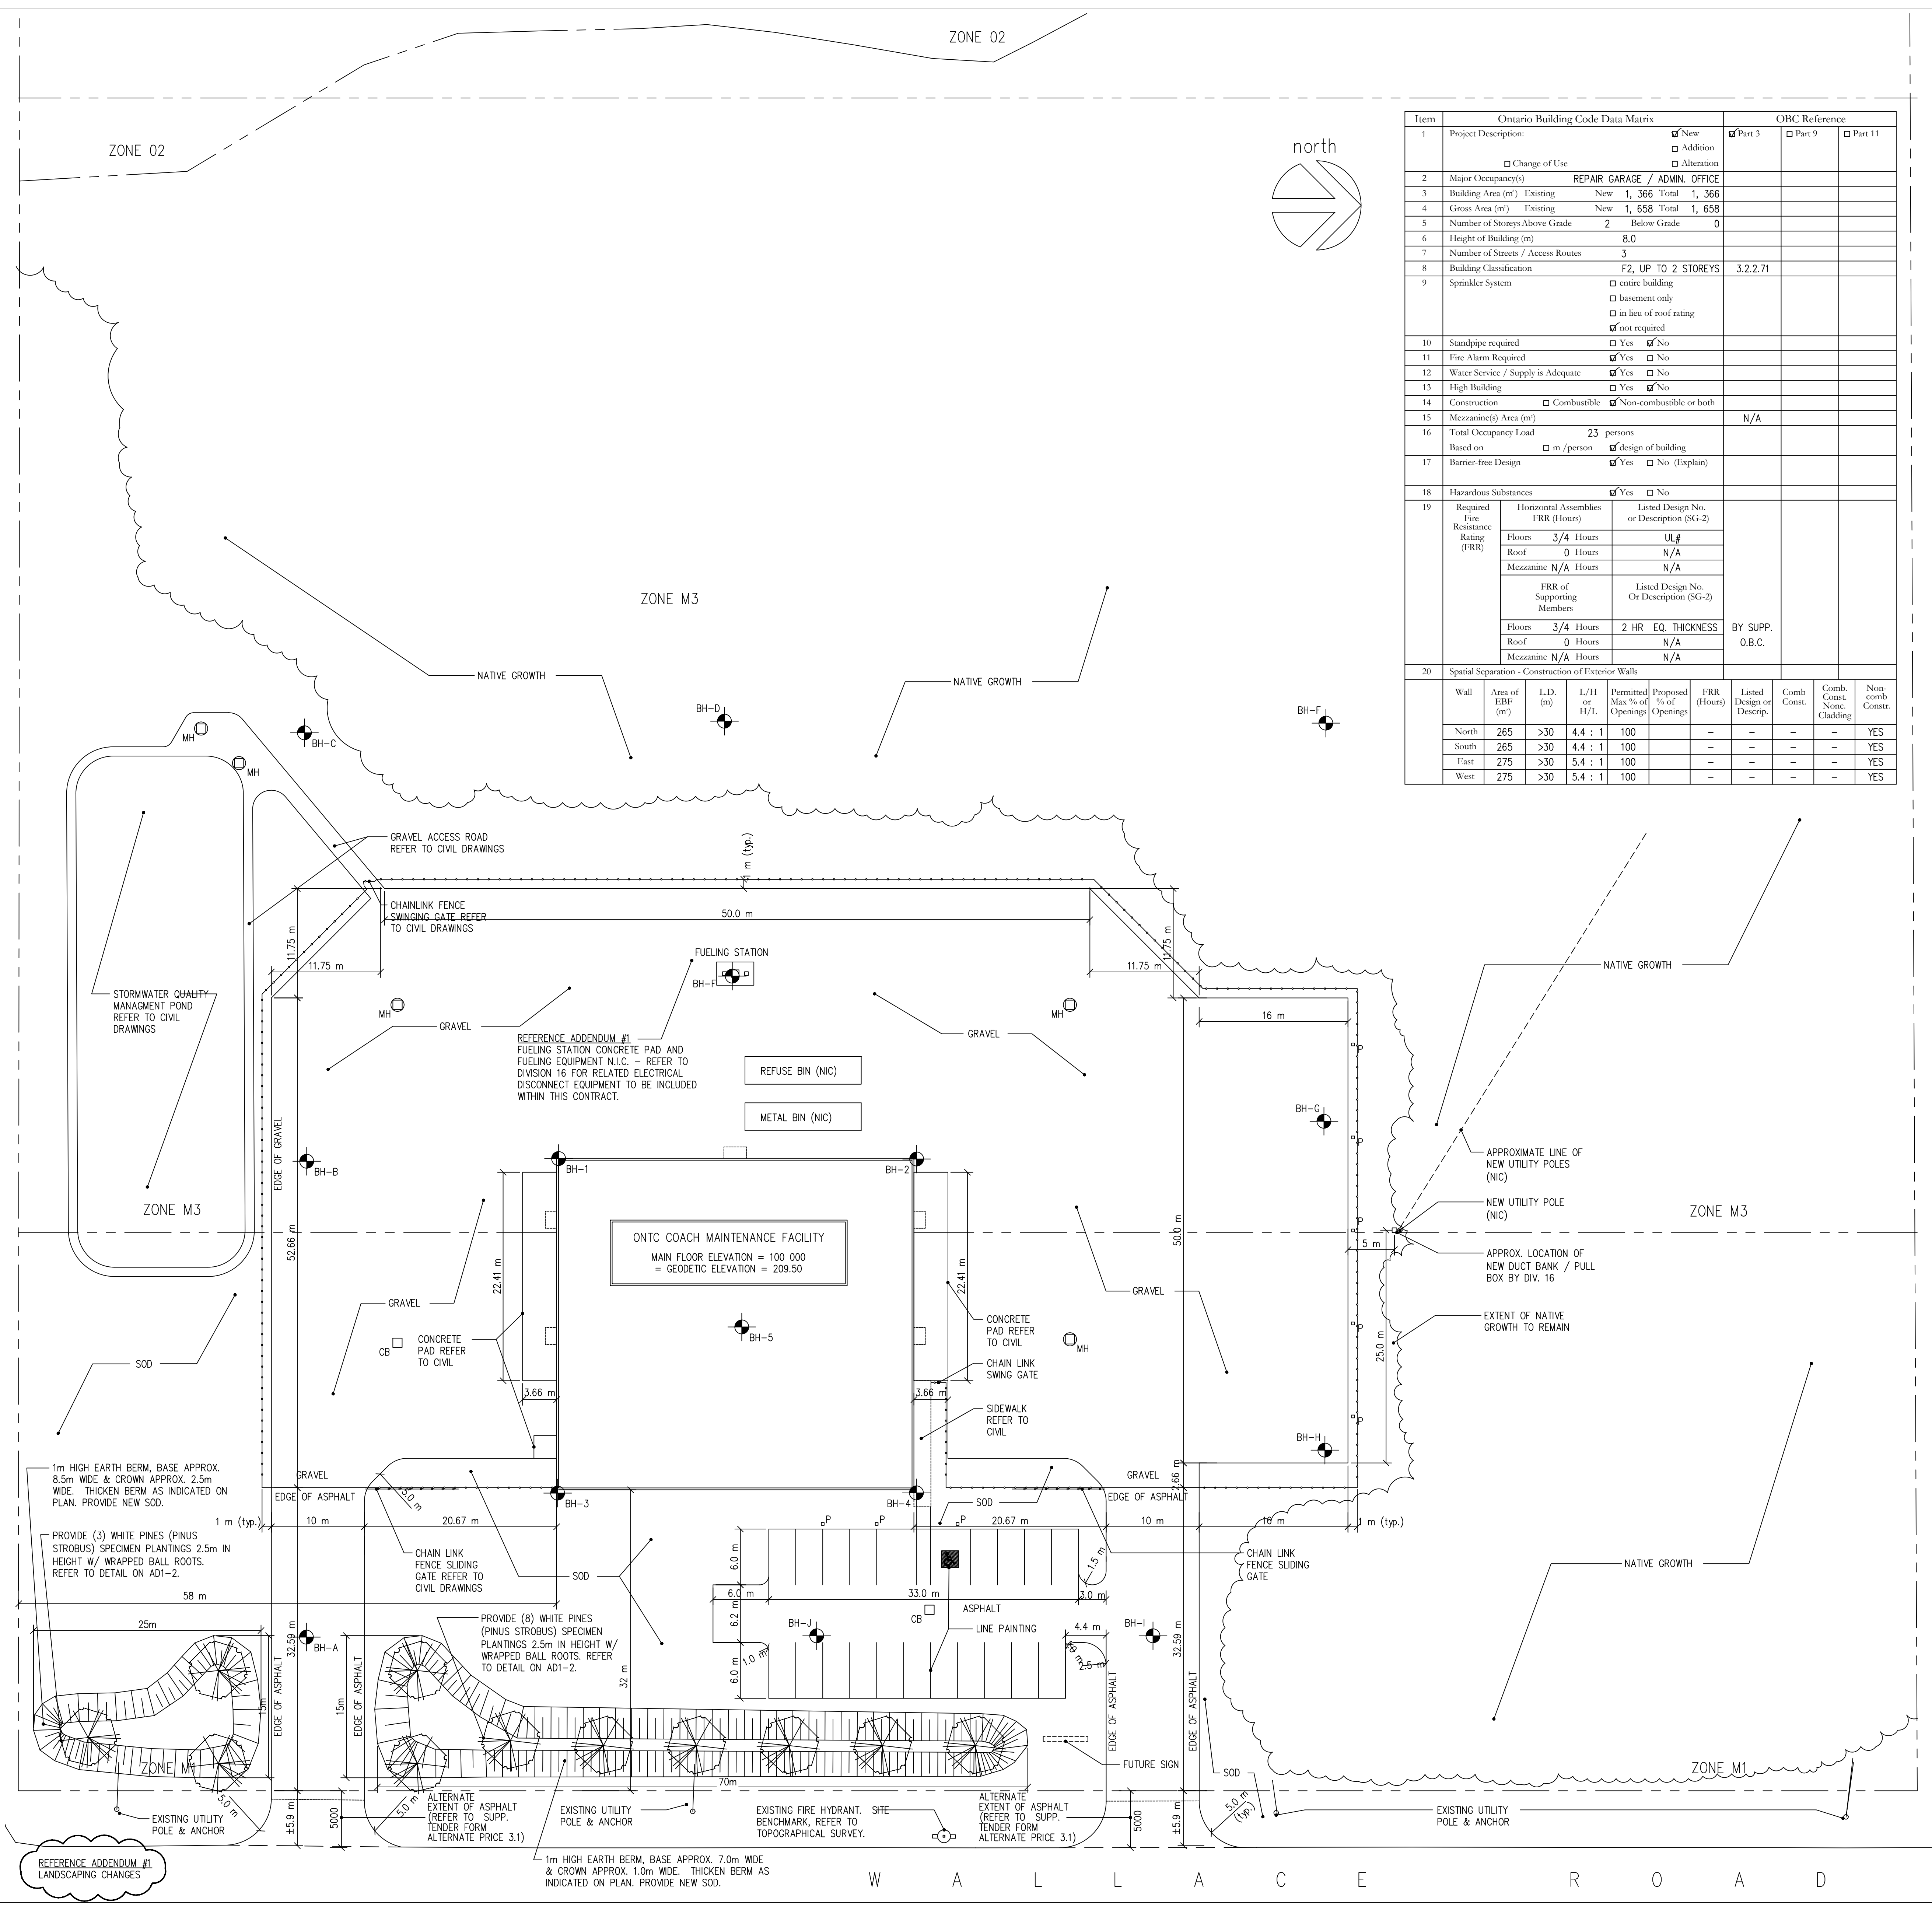 ZONE 02
ZONE 02
north
Item Ontario Building Code Data Matrix OBC Reference
1 Project Description: New Part 3 Part 9 Part 11
Addition
Change of Use Alteration
2 Major Occupancy(s) REPAIR GARAGE / ADMIN. OFFICE
3 Building Area (m²) Existing New 1, 366 Total 1, 366
4 Gross Area (m²) Existing New 1, 658 Total 1, 658
5 Number of Storeys Above Grade 2 Below Grade 0
6 Height of Building (m) 8.0
7 Number of Streets / Access Routes 3
8 Building Classification F2, UP TO 2 STOREYS 3.2.2.71
9 Sprinkler System entire building
basement only
in lieu of roof rating
not required
10 Standpipe required Yes No
11 Fire Alarm Required Yes No
12 Water Service / Supply is Adequate Yes No
13 High Building Yes No
14 Construction Combustible Non-combustible or both
15 Mezzanine(s) Area (m²) N/A
16 Total Occupancy Load 23 persons
Based on m /person design of building
17 Barrier-free Design Yes No (Explain)
18 Hazardous Substances Yes No
19 Required Horizontal Assemblies Listed Design No.
Fire FRR (Hours) or Description (SG-2)
Resistance
Rating Floors 3/4 Hours UL#
(FRR) Roof 0 Hours N/A
Mezzanine N/A Hours N/A
FRR of Listed Design No.
Supporting Or Description (SG-2)
Members
Floors 3/4 Hours 2 HR EQ. THICKNESS BY SUPP.
Roof 0 Hours N/A O.B.C.
Mezzanine N/A Hours N/A
20 Spatial Separation - Construction of Exterior Walls
Wall Area of EBF (m²) L.D. (m) L/H or H/L Permitted Max % of Openings Proposed % of Openings FRR (Hours) Listed Design or Descrip. Comb Const. Comb. Const. Nonc. Cladding Non-comb Constr.
North 265 >30 4.4 : 1 100 – – – – YES
South 265 >30 4.4 : 1 100 – – – – YES
East 275 >30 5.4 : 1 100 – – – – YES
West 275 >30 5.4 : 1 100 – – – – YES
ZONE M3
NATIVE GROWTH
NATIVE GROWTH
BH-D
BH-F
BH-C
MH
MH
GRAVEL ACCESS ROAD
REFER TO CIVIL DRAWINGS
1 m (typ.)
CHAINLINK FENCE
SWINGING GATE REFER
TO CIVIL DRAWINGS
50.0 m
11.75 m
11.75 m
11.75 m
11.75 m
FUELING STATION
BH-F
NATIVE GROWTH
STORMWATER QUALITY
MANAGMENT POND
REFER TO CIVIL
DRAWINGS
MH
MH
GRAVEL
GRAVEL
16 m
REFERENCE ADDENDUM #1
FUELING STATION CONCRETE PAD AND
FUELING EQUIPMENT N.I.C. – REFER TO
DIVISION 16 FOR RELATED ELECTRICAL
DISCONNECT EQUIPMENT TO BE INCLUDED
WITHIN THIS CONTRACT.
REFUSE BIN (NIC)
METAL BIN (NIC)
P
BH-G
P
EDGE OF GRAVEL
BH-B
BH-1
BH-2
APPROXIMATE LINE OF
NEW UTILITY POLES
(NIC)
NEW UTILITY POLE
(NIC)
ZONE M3
ZONE M3
P
52.66 m
22.41 m
ONTC COACH MAINTENANCE FACILITY
MAIN FLOOR ELEVATION = 100 000
= GEODETIC ELEVATION = 209.50
22.41 m
50.0 m
5 m
APPROX. LOCATION OF
NEW DUCT BANK / PULL
BOX BY DIV. 16
GRAVEL
GRAVEL
EXTENT OF NATIVE
GROWTH TO REMAIN
P
25.0 m
BH-5
CONCRETE
PAD REFER
TO CIVIL
CB
CONCRETE
PAD REFER
TO CIVIL
MH
SOD
CHAIN LINK
SWING GATE
3.66 m
3.66 m
SIDEWALK
REFER TO
CIVIL
P
BH-H
1m HIGH EARTH BERM, BASE APPROX.
8.5m WIDE & CROWN APPROX. 2.5m
WIDE. THICKEN BERM AS INDICATED ON
PLAN. PROVIDE NEW SOD.
GRAVEL
EDGE OF ASPHALT
5.0 m
BH-3
BH-4
SOD
GRAVEL
EDGE OF ASPHALT
2.66 m
1 m (typ.)
10 m
20.67 m
P
P
P
20.67 m
10 m
16 m
1 m (typ.)
PROVIDE (3) WHITE PINES (PINUS
STROBUS) SPECIMEN PLANTINGS 2.5m IN
HEIGHT W/ WRAPPED BALL ROOTS.
REFER TO DETAIL ON AD1-2.
CHAIN LINK
FENCE SLIDING
GATE REFER TO
CIVIL DRAWINGS
SOD
6.0 m
1.5 m
CHAIN LINK
FENCE SLIDING
GATE
NATIVE GROWTH
58 m
6.0 m
33.0 m
3.0 m
25m
PROVIDE (8) WHITE PINES
(PINUS STROBUS) SPECIMEN
PLANTINGS 2.5m IN HEIGHT W/
WRAPPED BALL ROOTS. REFER
TO DETAIL ON AD1-2.
6.2 m
CB
ASPHALT
BH-J
LINE PAINTING
4.4 m
BH-I
BH-A
32.59 m
32.59 m
1.0 m
6.0 m
1.0 m
2.5 m
32 m
15m
EDGE OF ASPHALT
EDGE OF ASPHALT
15m
EDGE OF ASPHALT
EDGE OF ASPHALT
FUTURE SIGN
ZONE M1
70m
SOD
ZONE M1
5.0 m
±5.9 m
5000
5.0 m
EXISTING UTILITY
POLE & ANCHOR
ALTERNATE
EXTENT OF ASPHALT
(REFER TO SUPP.
TENDER FORM
ALTERNATE PRICE 3.1)
EXISTING UTILITY
POLE & ANCHOR
EXISTING FIRE HYDRANT. SITE
BENCHMARK, REFER TO
TOPOGRAPHICAL SURVEY.
ALTERNATE
EXTENT OF ASPHALT
(REFER TO SUPP.
TENDER FORM
ALTERNATE PRICE 3.1)
5000
±5.9 m
5.0 m
(typ.)
EXISTING UTILITY
POLE & ANCHOR
REFERENCE ADDENDUM #1
LANDSCAPING CHANGES
1m HIGH EARTH BERM, BASE APPROX. 7.0m WIDE
& CROWN APPROX. 1.0m WIDE. THICKEN BERM AS
INDICATED ON PLAN. PROVIDE NEW SOD.
WALLACE ROAD